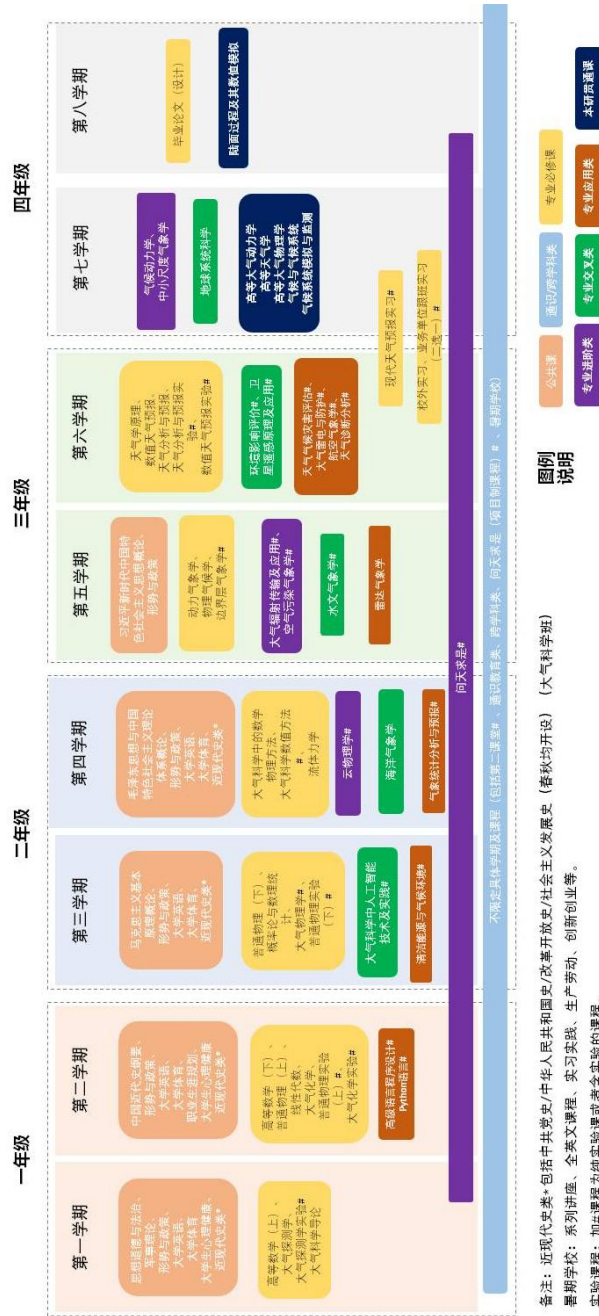 一年级
二年级
三年级
四年级
第一学期
思想道德与法治、
军事理论、
形势与政策、
大学英语、
大学体育
大学生心理健康、
近现代史类*
高等数学（上）、
大气探测学、
大气探测学实验#
大气科学导论
第二学期
中国近代史纲要、
形势与政策、
大学英语、
大学体育、
职业生涯规划、
大学生心理健康
近现代史类*
高等数学（下）、
普通物理（上）、
线性代数、
大气化学、
普通物理实验
（上）#、
大气化学实验#
高级语言程序设计#
Python语言#
第三学期
马克思主义基本
原理概论、
形势与政策、
大学英语、
大学体育、
近现代史类*
普通物理（下）、
概率论与数理统
计、
大气物理学#、
普通物理实验
（下）#
大气科学中人工智能
技术及实践#
清洁能源与气候环境#
第四学期
毛泽东思想与中国
特色社会主义理论
体系概论、
形势与政策
大学英语、
大学体育
近现代史类*
大气科学中的数学
物理方法、
大气科学数值方法
#、
流体力学
云物理学#
海洋气象学
气象统计分析与预报#
第五学期
习近平新时代中国特
色社会主义思想概论、
形势与政策
动力气象学、
物理气候学、
边界层气象学#
大气辐射传输及应用#、
空气污染气象学#
水文气象学#
雷达气象学
第六学期
天气学原理、
数值天气预报、
天气分析与预报、
天气分析与预报实
验#、
数值天气预报实验#
环境影响评价#、卫
星遥感原理及应用#
天气气候灾害评估#、
大气雷电与防护#、
航空气象学#、
天气诊断分析#
第七学期
气候动力学、
中小尺度气象学
地球系统科学
高等大气动力学
高等天气学
高等大气物理学
气候与气候系统
气候系统模拟与监测
现代天气预报实习#
校外实习、业务单位跟班实习
（二选一）#
第八学期
毕业论文（设计）
陆面过程及其数值模拟
问天求是#
不限定具体学期及课程（包括第二课堂#、通识教育类、跨学科类、问天求是（项目制课程）#、暑期学校）
图例
说明
公共课
通识/跨学科类
专业必修课
专业进阶类
专业交叉类
专业应用类
本研贯通课
备注：近现代史类*包括中共党史/中华人民共和国史/改革开放史/社会主义发展史（春秋均开设）（大气科学班）
暑期学校：系列讲座、全英文课程、实习实践、生产劳动、创新创业等。
实验课程：加#课程为纯实验课或者含实验的课程。